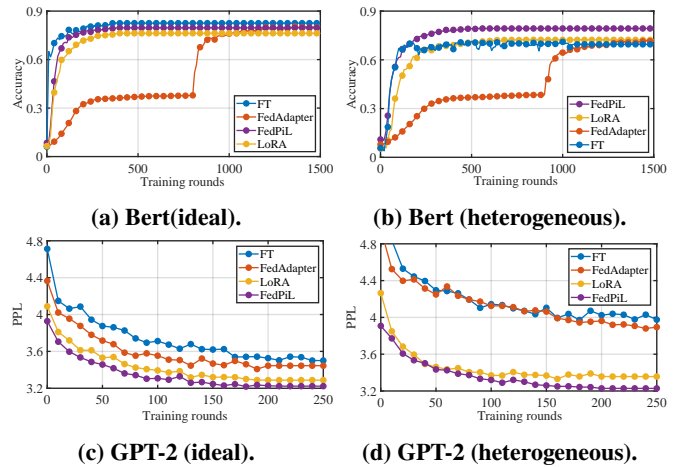 0.9
0.6
0.3
0
Accuracy
FT
FedAdapter
FedPiL
LoRA
0 500 1000 1500
Training rounds
(a) Bert(ideal).
0.9
0.6
0.3
0
Accuracy
FedPiL
LoRA
FedAdapter
FT
0 500 1000 1500
Training rounds
(b) Bert (heterogeneous).
4.8
4.4
4
3.6
3.2
PPL
FT
FedAdapter
LoRA
FedPiL
0 50 100 150 200 250
Training rounds
(c) GPT-2 (ideal).
4.8
4.4
4
3.6
3.2
PPL
FT
FedAdapter
LoRA
FedPiL
0 50 100 150 200 250
Training rounds
(d) GPT-2 (heterogeneous).